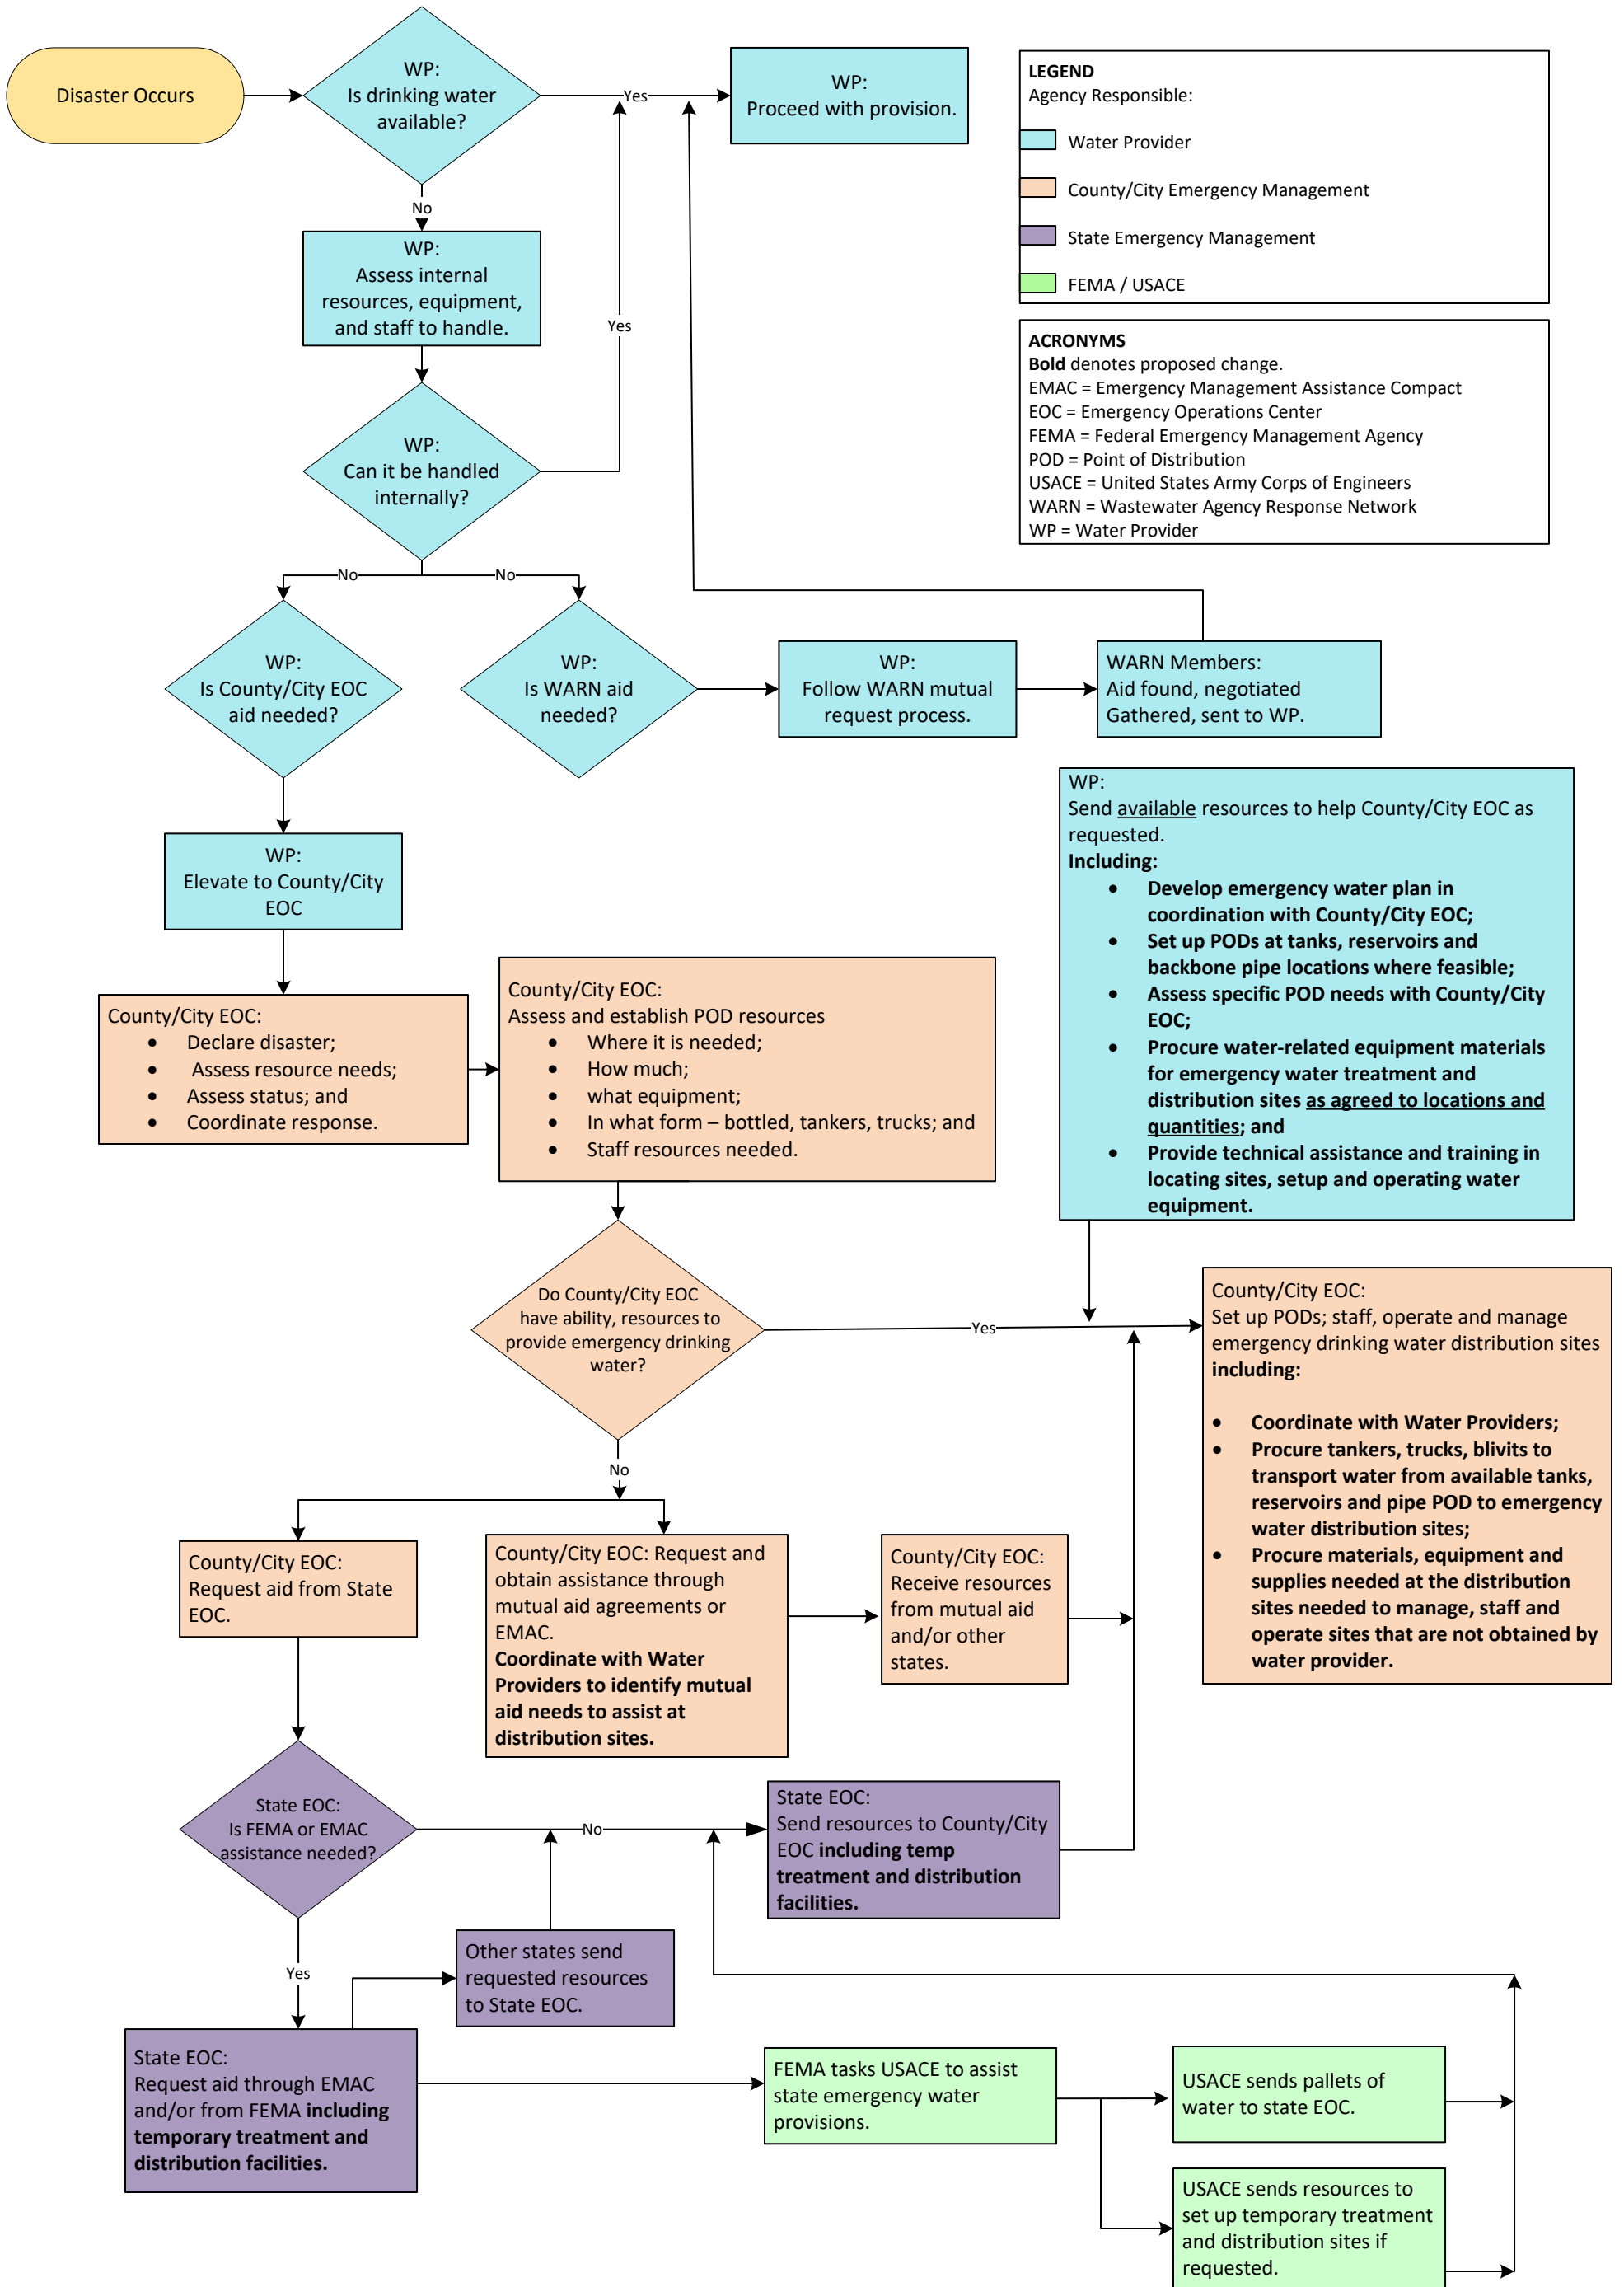 Disaster Occurs
WP:
Is drinking water
available?
Yes
WP:
Proceed with provision.
LEGEND
Agency Responsible:
Water Provider
County/City Emergency Management
State Emergency Management
FEMA / USACE
No
WP:
Assess internal
resources, equipment,
and staff to handle.
Yes
ACRONYMS
Bold denotes proposed change.
EMAC = Emergency Management Assistance Compact
EOC = Emergency Operations Center
FEMA = Federal Emergency Management Agency
POD = Point of Distribution
USACE = United States Army Corps of Engineers
WARN = Wastewater Agency Response Network
WP = Water Provider
WP:
Can it be handled
internally?
No
No
WP:
Is County/City EOC
aid needed?
WP:
Is WARN aid
needed?
WP:
Follow WARN mutual
request process.
WARN Members:
Aid found, negotiated
Gathered, sent to WP.
WP:
Elevate to County/City
EOC
WP:
Send available resources to help County/City EOC as
requested.
Including:
• Develop emergency water plan in
coordination with County/City EOC;
• Set up PODs at tanks, reservoirs and
backbone pipe locations where feasible;
• Assess specific POD needs with County/City
EOC;
• Procure water-related equipment materials
for emergency water treatment and
distribution sites as agreed to locations and
quantities; and
• Provide technical assistance and training in
locating sites, setup and operating water
equipment.
County/City EOC:
• Declare disaster;
• Assess resource needs;
• Assess status; and
• Coordinate response.
County/City EOC:
Assess and establish POD resources
• Where it is needed;
• How much;
• what equipment;
• In what form – bottled, tankers, trucks; and
• Staff resources needed.
Do County/City EOC
have ability, resources to
provide emergency drinking
water?
Yes
County/City EOC:
Set up PODs; staff, operate and manage
emergency drinking water distribution sites
including:
• Coordinate with Water Providers;
• Procure tankers, trucks, blivits to
transport water from available tanks,
reservoirs and pipe POD to emergency
water distribution sites;
• Procure materials, equipment and
supplies needed at the distribution
sites needed to manage, staff and
operate sites that are not obtained by
water provider.
No
County/City EOC:
Request aid from State
EOC.
County/City EOC: Request and
obtain assistance through
mutual aid agreements or
EMAC.
Coordinate with Water
Providers to identify mutual
aid needs to assist at
distribution sites.
County/City EOC:
Receive resources
from mutual aid
and/or other
states.
State EOC:
Is FEMA or EMAC
assistance needed?
No
State EOC:
Send resources to County/City
EOC including temp
treatment and distribution
facilities.
Yes
Other states send
requested resources
to State EOC.
State EOC:
Request aid through EMAC
and/or from FEMA including
temporary treatment and
distribution facilities.
FEMA tasks USACE to assist
state emergency water
provisions.
USACE sends pallets of
water to state EOC.
USACE sends resources to
set up temporary treatment
and distribution sites if
requested.